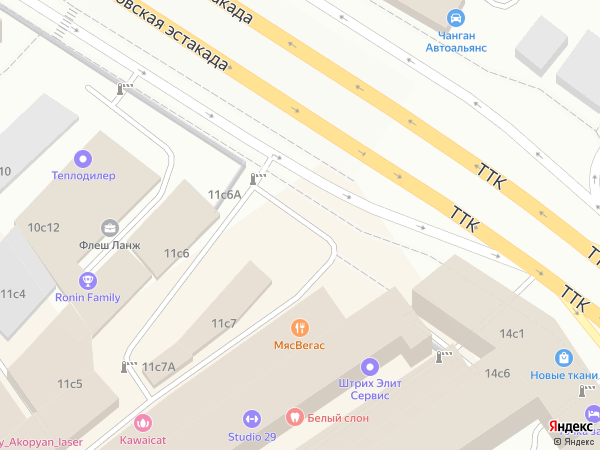 овская эстакада
такада
Чанган
Автоальянс
ТТК
10
Теплодилер
11с6А
ТТК
10с12
Флеш Ланж
11с6
11с4
Ronin Family
ТТК
11с7
МясВегас
14с1
11с7А
Штрих Элит
Сервис
14с6
Новые ткани
11с5
Белый слон
y_Akopyan_laser
Kawaicat
Studio 29
Яндекс